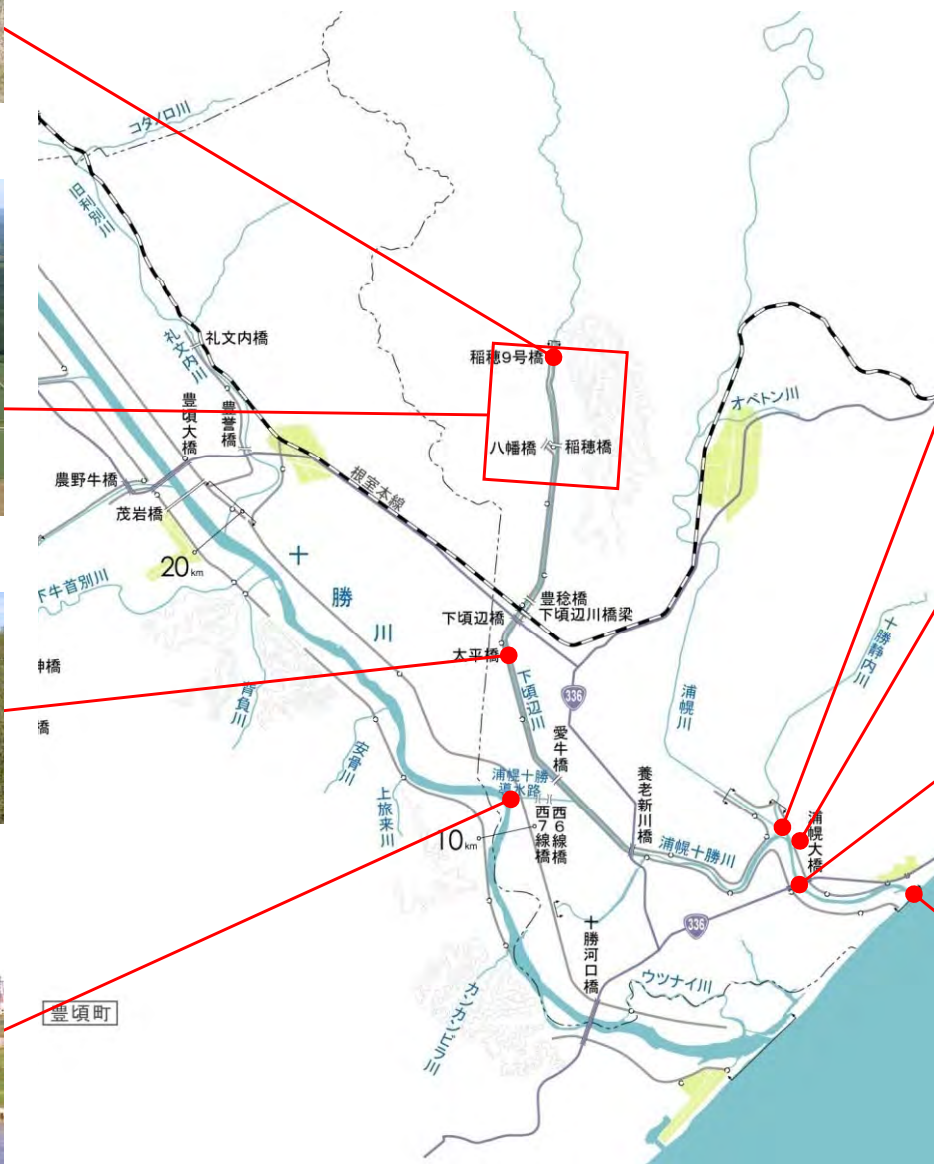 コタノロ川
旧利別川
礼文内橋
礼文内川
稲穂9号橋
オベトン川
豊頃大橋
豊誉橋
八幡橋
稲穂橋
農野牛橋
根室本線
茂岩橋
20km
十勝川
下牛首別川
豊稔橋
下頃辺橋
下頃辺川橋梁
十勝静内川
太平橋
神橋
下頃辺川
336
浦幌川
背負川
橋
安骨川
愛牛橋
浦幌十勝
導水路
養老新川橋
上旅来川
10km
西7線橋
西6線橋
浦幌十勝川
浦幌大橋
336
十勝河口橋
ウツナイ川
カンカンビラ川
豊頃町